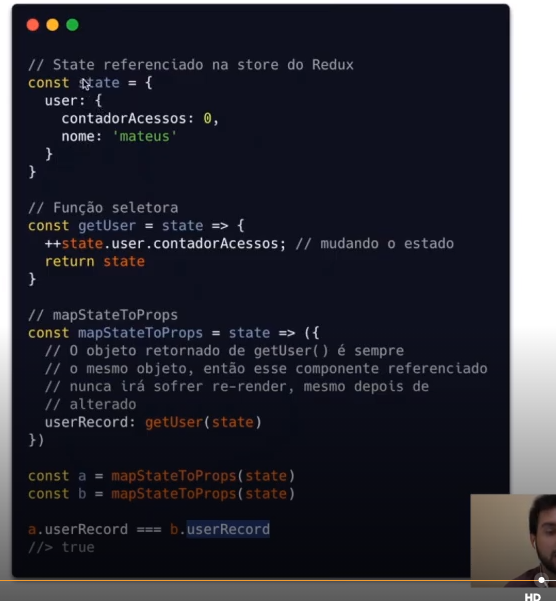 // State referenciado na store do Redux
const state = {
  user: {
    contadorAcessos: 0,
    nome: 'mateus'
  }
}
// Função seletora
const getUser = state => {
  ++state.user.contadorAcessos; // mudando o estado
  return state
}
// mapStateToProps
const mapStateToProps = state => ({
  // O objeto retornado de getUser() é sempre
  // o mesmo objeto, então esse componente referenciado
  // nunca irá sofrer re-render, mesmo depois de
  // alterado
  userRecord: getUser(state)
})
const a = mapStateToProps(state)
const b = mapStateToProps(state)
a.userRecord === b.userRecord
//> true
HD